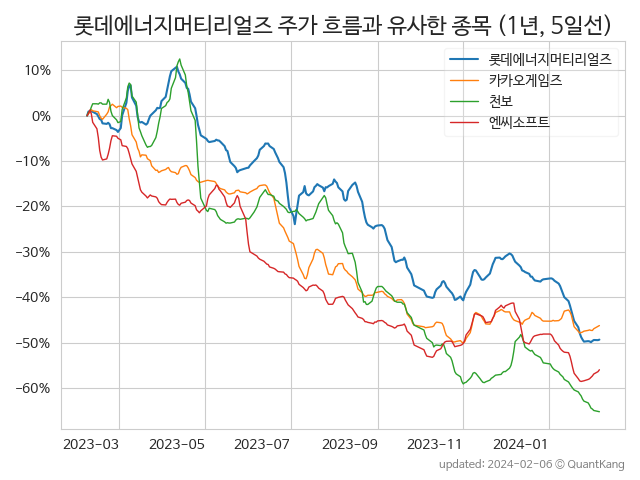 롯데에너지머티리얼즈 주가 흐름과 유사한 종목 (1년, 5일선)
롯데에너지머티리얼즈
카카오게임즈
천보
엔씨소프트
10%
0%
−10%
−20%
−30%
−40%
−50%
−60%
2023-03 2023-05 2023-07 2023-09 2023-11 2024-01
updated: 2024-02-06 © QuantKang